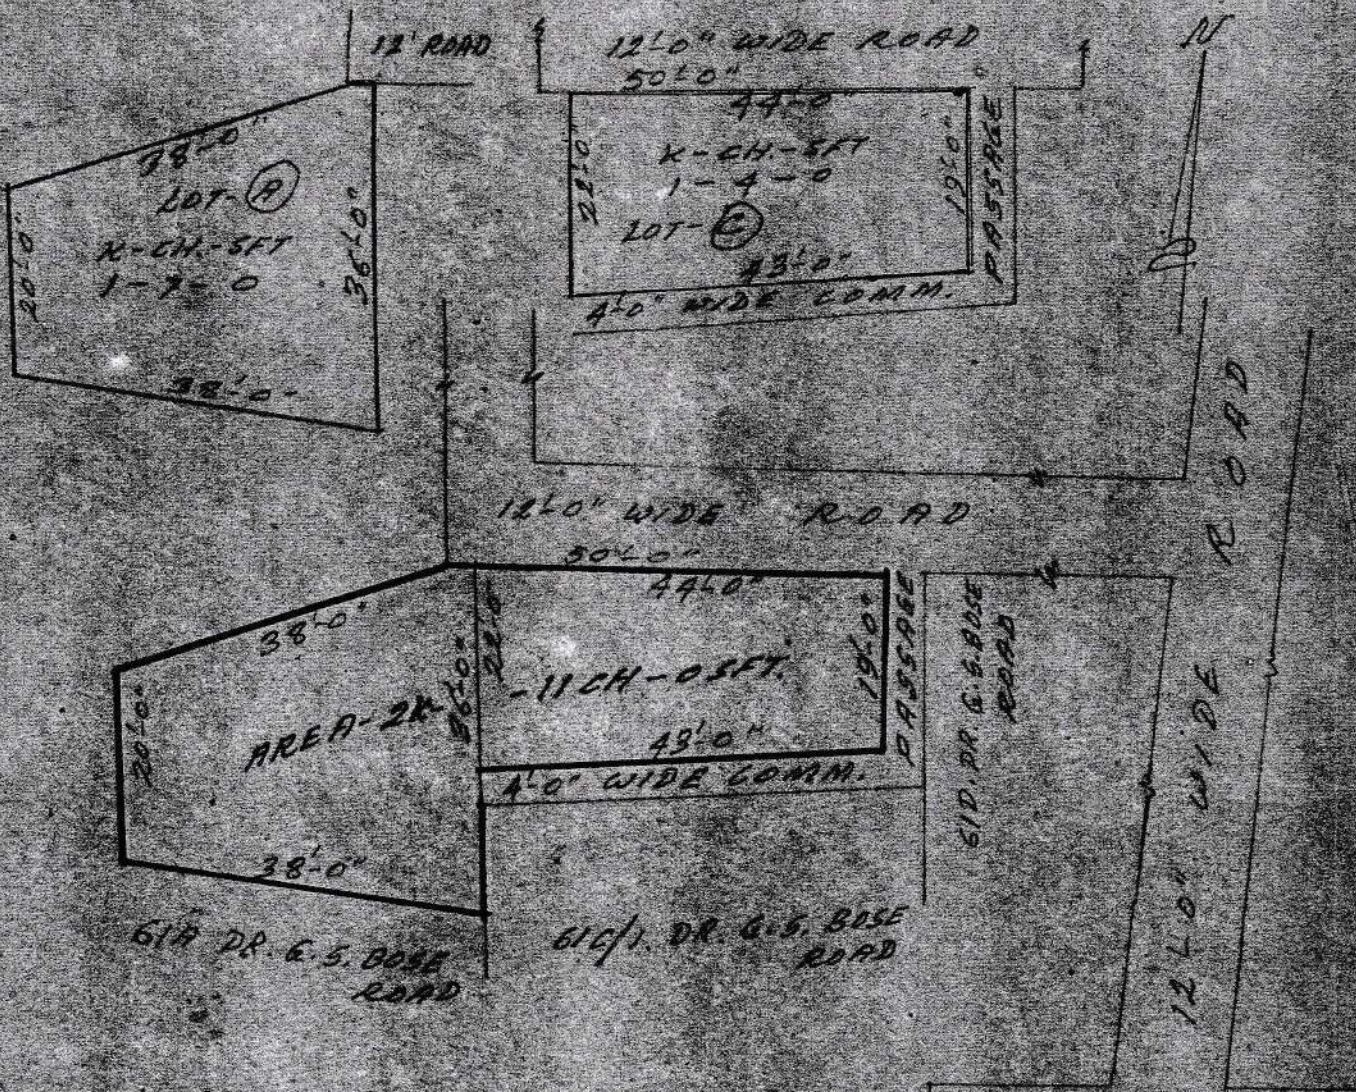 12' ROAD
12'-0" WIDE ROAD
N
50'-0"
44'-0"
38'-0"
LOT-A
K-CH.-SFT
1-7-0
20'-0"
36'-0"
38'-0"
22'-0"
K-CH.-SFT
1-4-0
LOT-C
19'-0"
PASSAGE
43'-0"
4'-0" WIDE COMM.
12'-0" WIDE ROAD
50'-0"
44'-0"
38'-0"
20'-0"
36'-0"
22'-0"
AREA-2K-11CH-0SFT.
19'-0"
PASSAGE
43'-0"
4'-0" WIDE COMM.
38'-0"
61D. DR. G.S. BOSE
ROAD
12'-0" WIDE ROAD
61A DR. G.S. BOSE
ROAD
61C/1. DR. G.S. BOSE
ROAD